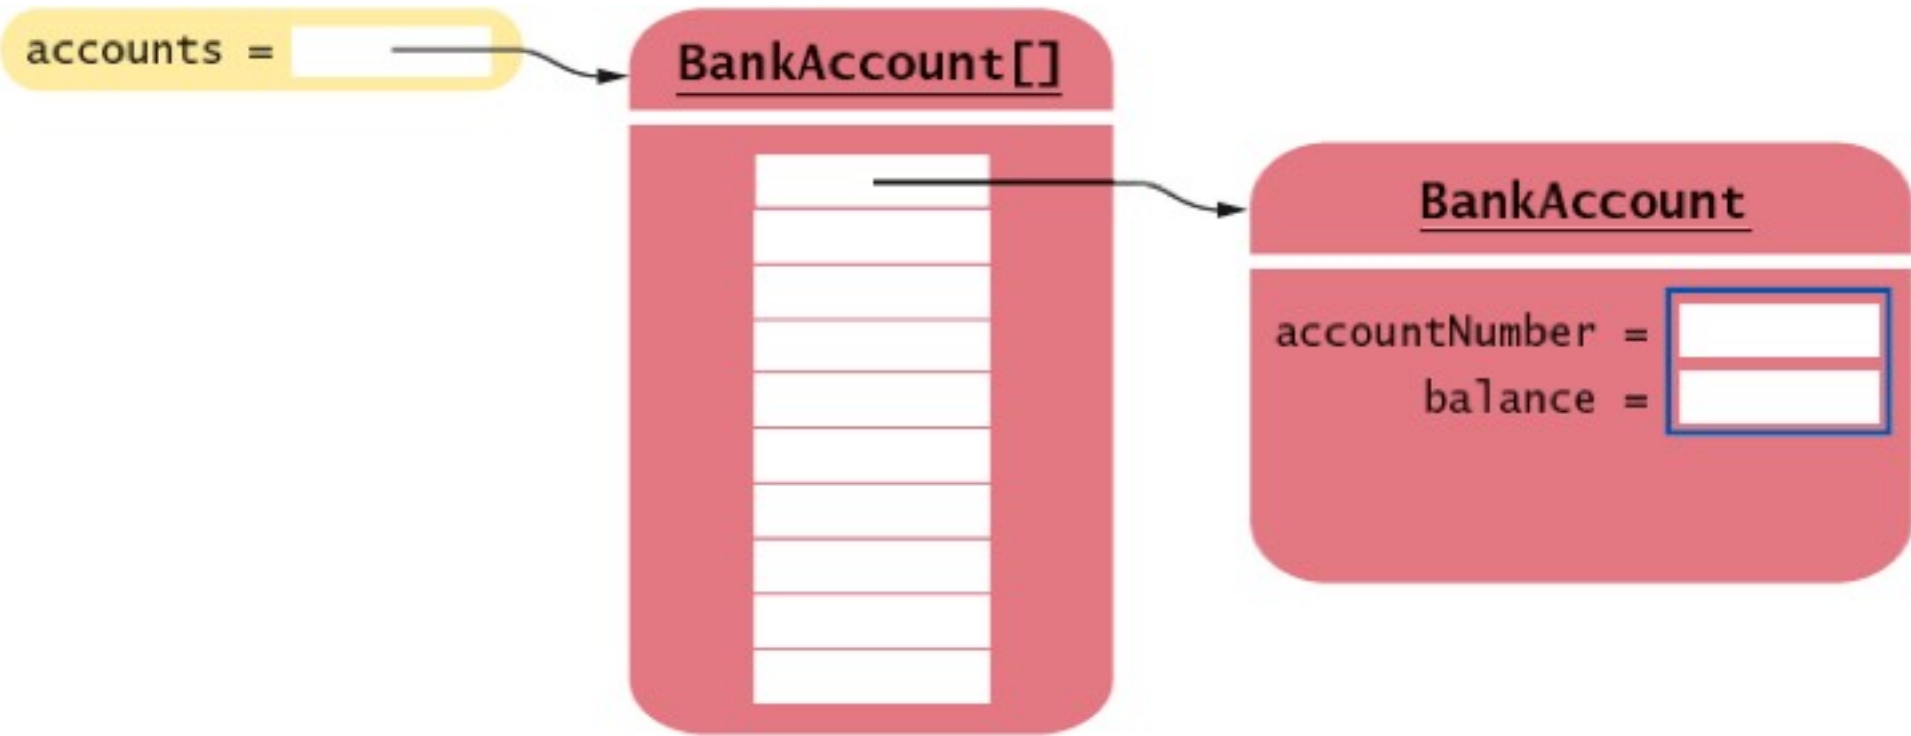 accounts =
BankAccount[]
BankAccount
accountNumber =
balance =